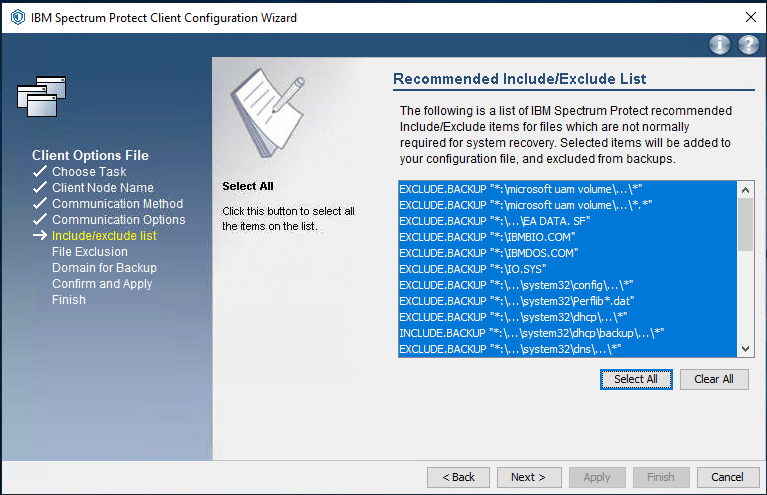 IBM Spectrum Protect Client Configuration Wizard
Client Options File
Choose Task
Client Node Name
Communication Method
Communication Options
Include/exclude list
File Exclusion
Domain for Backup
Confirm and Apply
Finish
Select All
Click this button to select all
the items on the list.
Recommended Include/Exclude List
The following is a list of IBM Spectrum Protect recommended
Include/Exclude items for files which are not normally
required for system recovery. Selected items will be added to
your configuration file, and excluded from backups.
EXCLUDE.BACKUP "*:\microsoft uam volume\...\*"
EXCLUDE.BACKUP "*:\microsoft uam volume\...\*.*"
EXCLUDE.BACKUP "*:\...\EA DATA. SF"
EXCLUDE.BACKUP "*:\IBMBIO.COM"
EXCLUDE.BACKUP "*:\IBMDOS.COM"
EXCLUDE.BACKUP "*:\IO.SYS"
EXCLUDE.BACKUP "*:\...\system32\config\...\*"
EXCLUDE.BACKUP "*:\...\system32\Perflib*.dat"
EXCLUDE.BACKUP "*:\...\system32\dhcp\...\*"
INCLUDE.BACKUP "*:\...\system32\dhcp\backup\...\*"
EXCLUDE.BACKUP "*:\...\system32\dns\...\*"
Select All
Clear All
< Back
Next >
Apply
Finish
Cancel